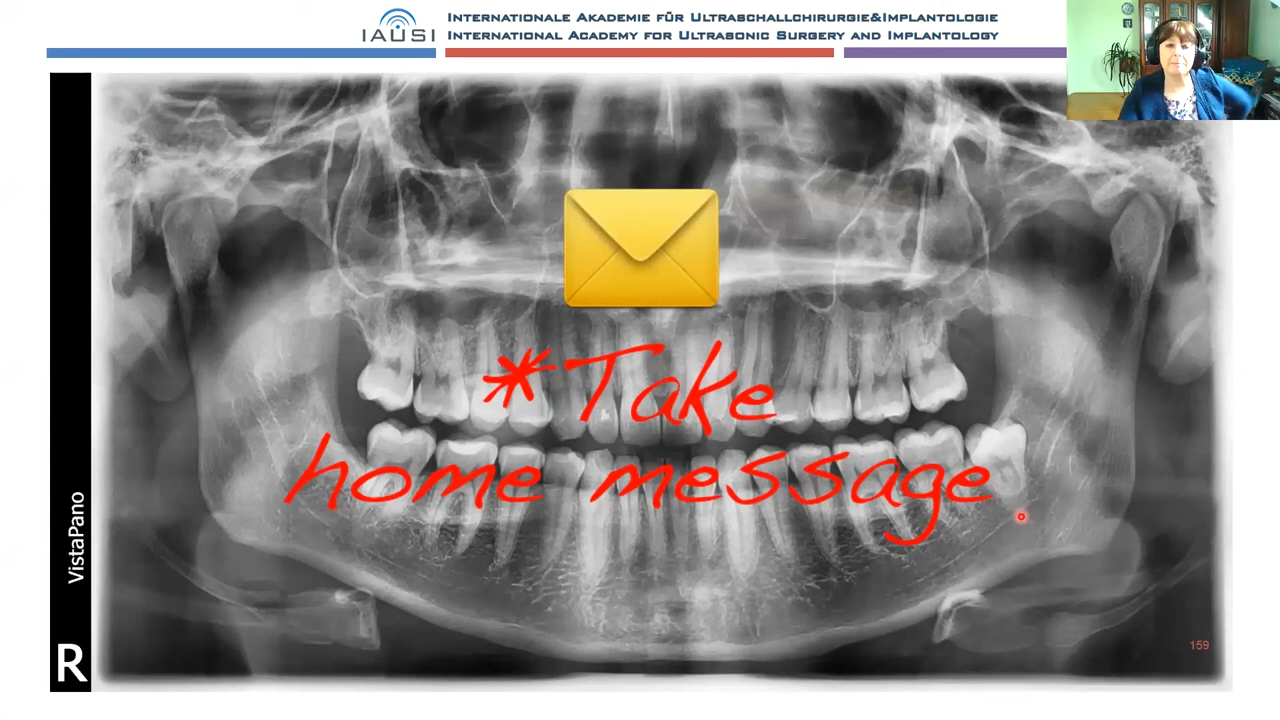 IAUSI
INTERNATIONALE AKADEMIE FÜR ULTRASCHALLCHIRURGIE&IMPLANTOLOGIE
INTERNATIONAL ACADEMY FOR ULTRASONIC SURGERY AND IMPLANTOLOGY
*Take
home message
VistaPano
R
159